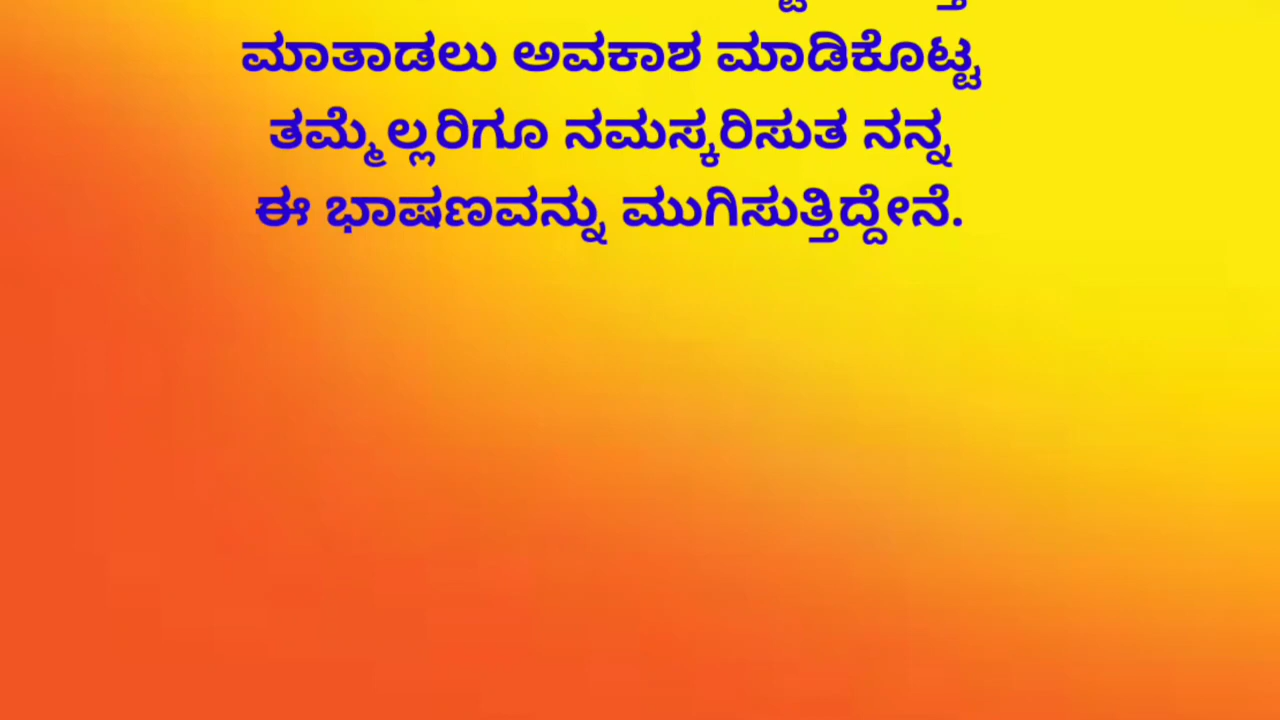 ಮಾತಾಡಲು ಅವಕಾಶ ಮಾಡಿಕೊಟ್ಟ
ತಮ್ಮೆಲ್ಲರಿಗೂ ನಮಸ್ಕರಿಸುತ ನನ್ನ
ಈ ಭಾಷಣವನ್ನು ಮುಗಿಸುತ್ತಿದ್ದೇನೆ.